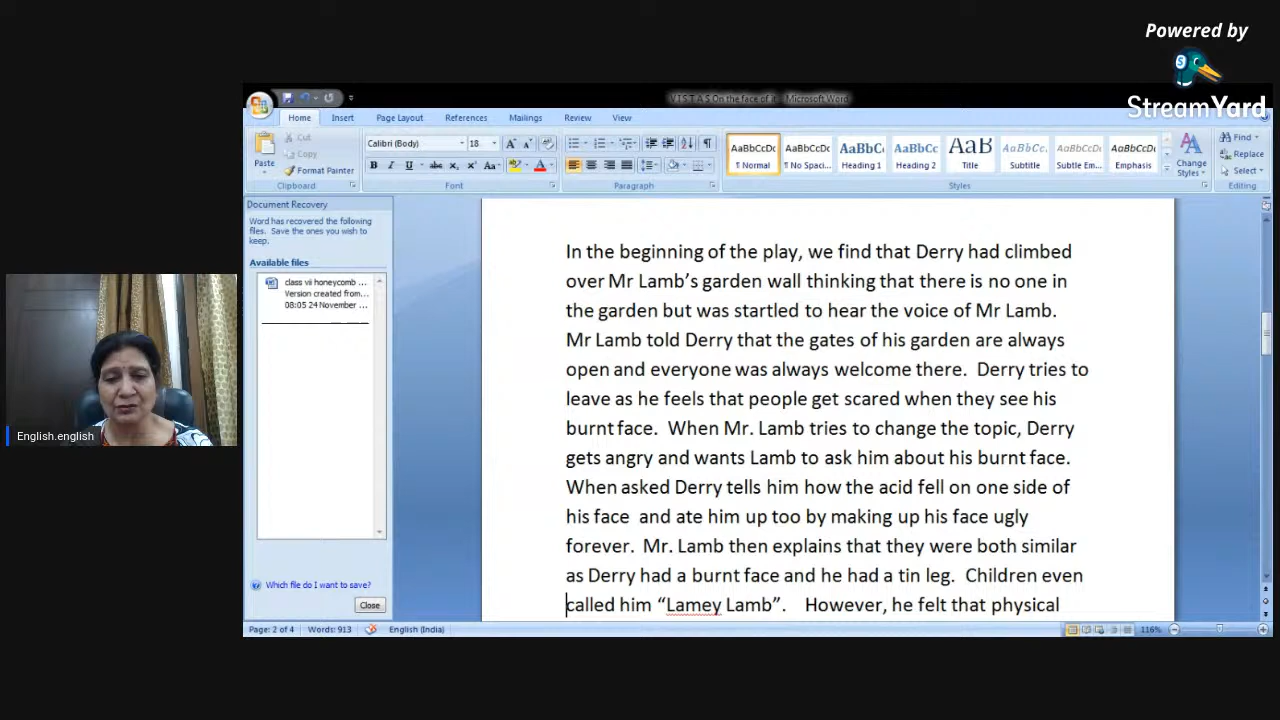 Powered by
StreamYard
V I S T A S On the face of it - Microsoft Word
Home Insert Page Layout References Mailings Review View
Paste Cut Copy Format Painter
Calibri (Body) 18
AaBbCcDc AaBbCcDc AaBbC AaBbCc AaB AaBbCcL AaBbCcDc AaBbCcDc
¶ Normal ¶ No Spaci... Heading 1 Heading 2 Title Subtitle Subtle Em... Emphasis
Change Styles
Find Replace Select
Clipboard Font Paragraph Styles Editing
Document Recovery
Word has recovered the following
files. Save the ones you wish to
keep.
Available files
class vii honeycomb ...
Version created from...
08:05 24 November ...
Which file do I want to save?
Close
English.english
In the beginning of the play, we find that Derry had climbed
over Mr Lamb’s garden wall thinking that there is no one in
the garden but was startled to hear the voice of Mr Lamb.
Mr Lamb told Derry that the gates of his garden are always
open and everyone was always welcome there. Derry tries to
leave as he feels that people get scared when they see his
burnt face. When Mr. Lamb tries to change the topic, Derry
gets angry and wants Lamb to ask him about his burnt face.
When asked Derry tells him how the acid fell on one side of
his face and ate him up too by making up his face ugly
forever. Mr. Lamb then explains that they were both similar
as Derry had a burnt face and he had a tin leg. Children even
called him “Lamey Lamb”. However, he felt that physical
Page: 2 of 4 Words: 913 English (India) 116%